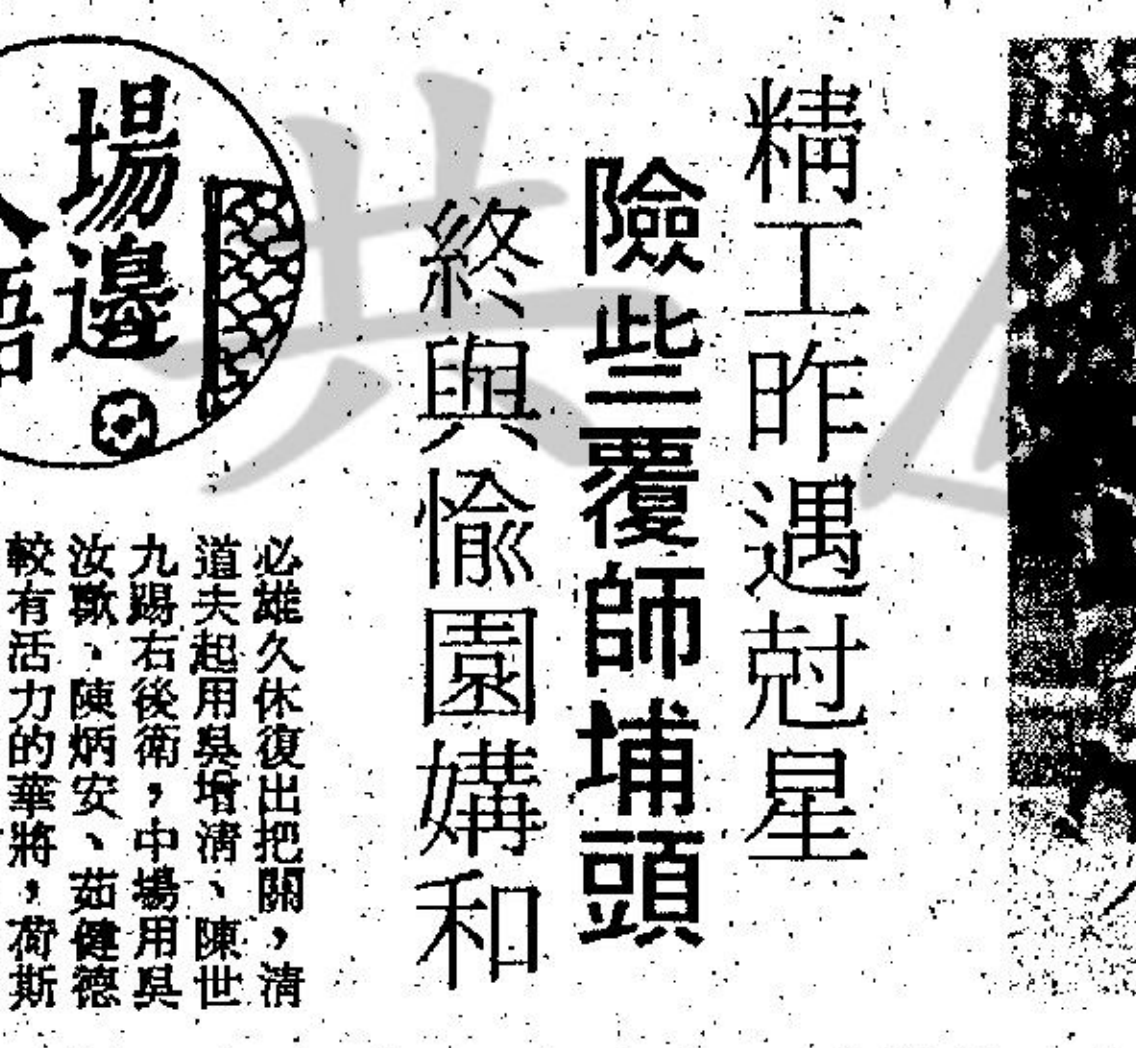 精工昨遇尅星
險些覆師埔頭
終與愉園媾和
場邊
必雄久休復出把關，清
道夫起用吳增清、陳世
九踢右後衛，中場用吳
汝歡、陳炳安、茹健德
較有活力的華將，荷斯